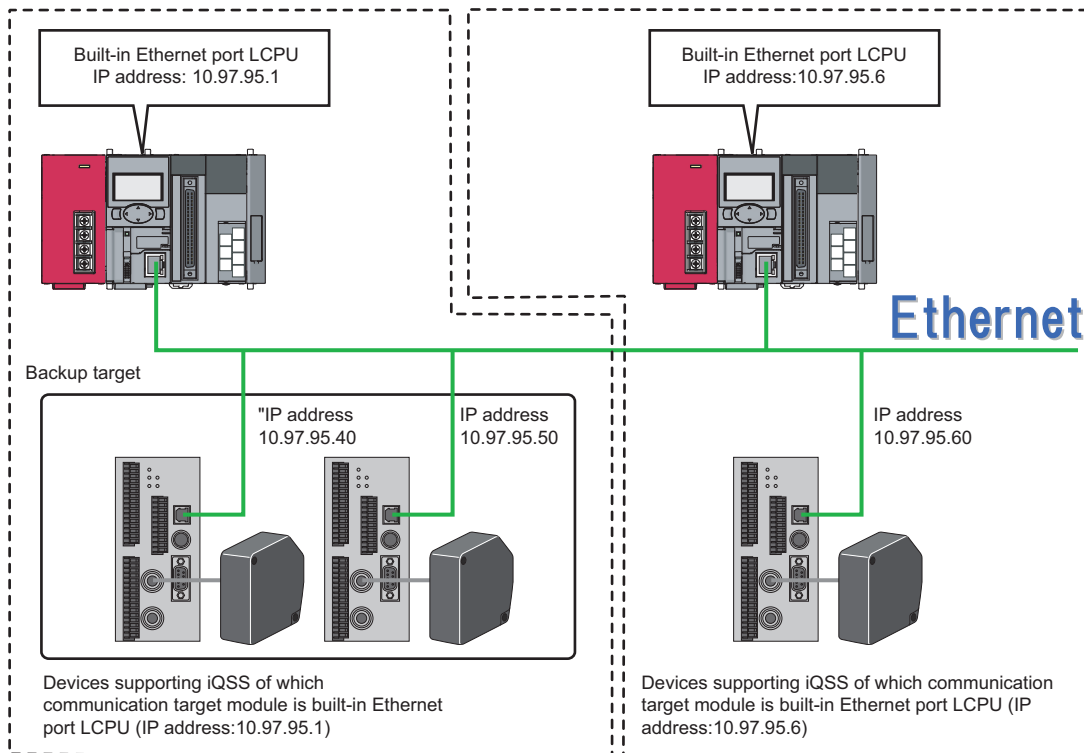 Built-in Ethernet port LCPU
IP address: 10.97.95.1
Built-in Ethernet port LCPU
IP address:10.97.95.6
Ethernet
Backup target
"IP address
10.97.95.40
IP address
10.97.95.50
IP address
10.97.95.60
Devices supporting iQSS of which
communication target module is built-in Ethernet
port LCPU (IP address:10.97.95.1)
Devices supporting iQSS of which communication
target module is built-in Ethernet port LCPU (IP
address:10.97.95.6)